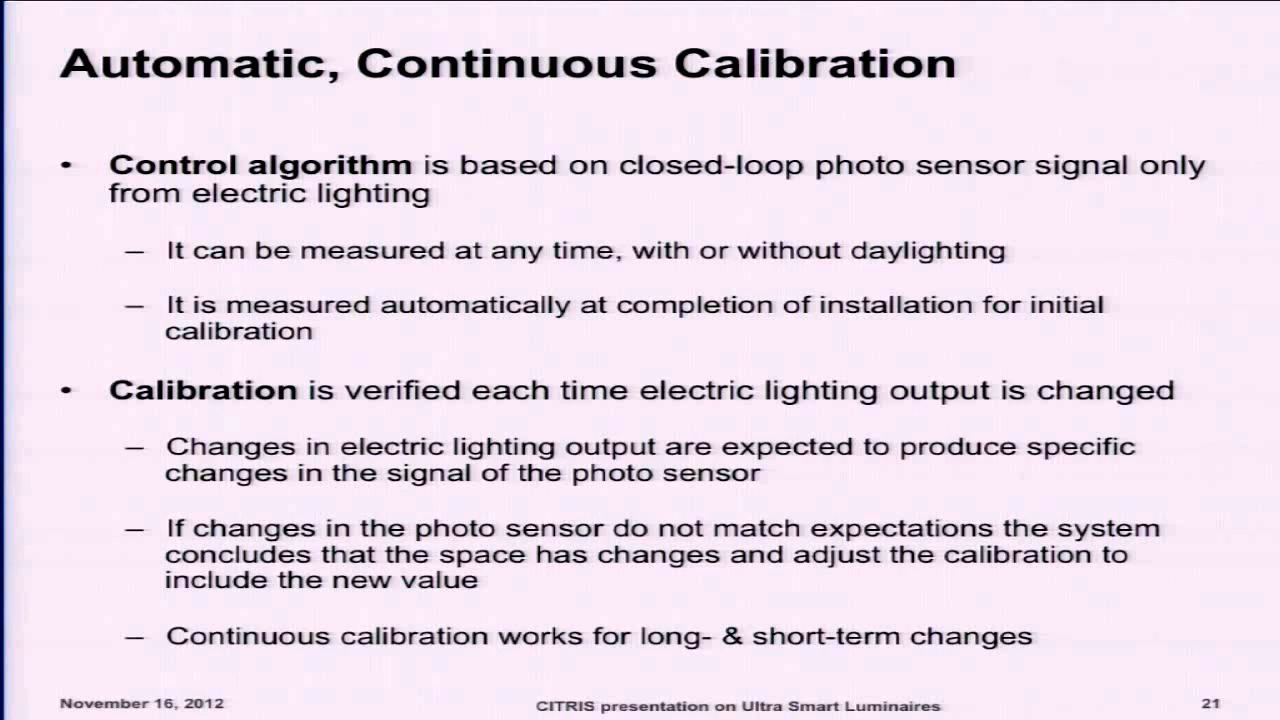 Automatic, Continuous Calibration
• Control algorithm is based on closed-loop photo sensor signal only
from electric lighting
– It can be measured at any time, with or without daylighting
– It is measured automatically at completion of installation for initial
calibration
• Calibration is verified each time electric lighting output is changed
– Changes in electric lighting output are expected to produce specific
changes in the signal of the photo sensor
– If changes in the photo sensor do not match expectations the system
concludes that the space has changes and adjust the calibration to
include the new value
– Continuous calibration works for long- & short-term changes
November 16, 2012
CITRIS presentation on Ultra Smart Luminaires
21